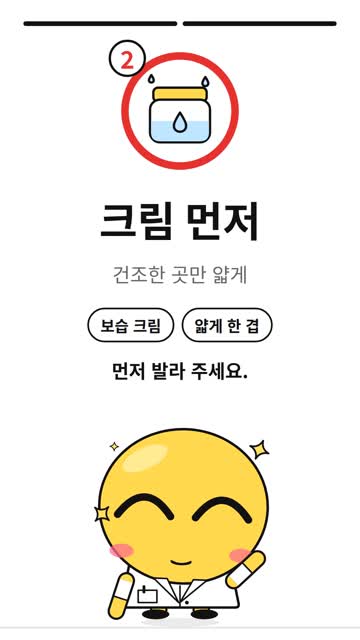 2
크림 먼저
건조한 곳만 얇게
보습 크림
얇게 한 겹
먼저 발라 주세요.